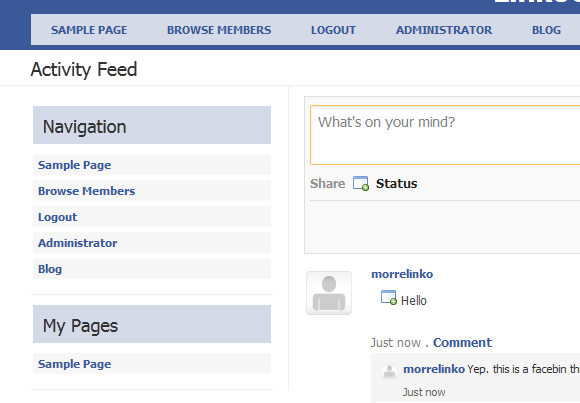 SAMPLE PAGE BROWSE MEMBERS LOGOUT ADMINISTRATOR BLOG
Activity Feed
Navigation
Sample Page
Browse Members
Logout
Administrator
Blog
My Pages
Sample Page
What's on your mind?
Share Status
morrelinko
Hello
Just now . Comment
morrelinko Yep. this is a facebin th
Just now